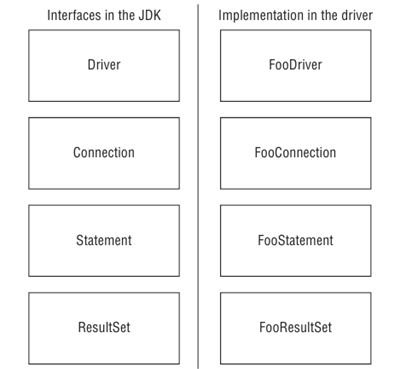 Interfaces in the JDK
Implementation in the driver
Driver
FooDriver
Connection
FooConnection
Statement
FooStatement
ResultSet
FooResultSet